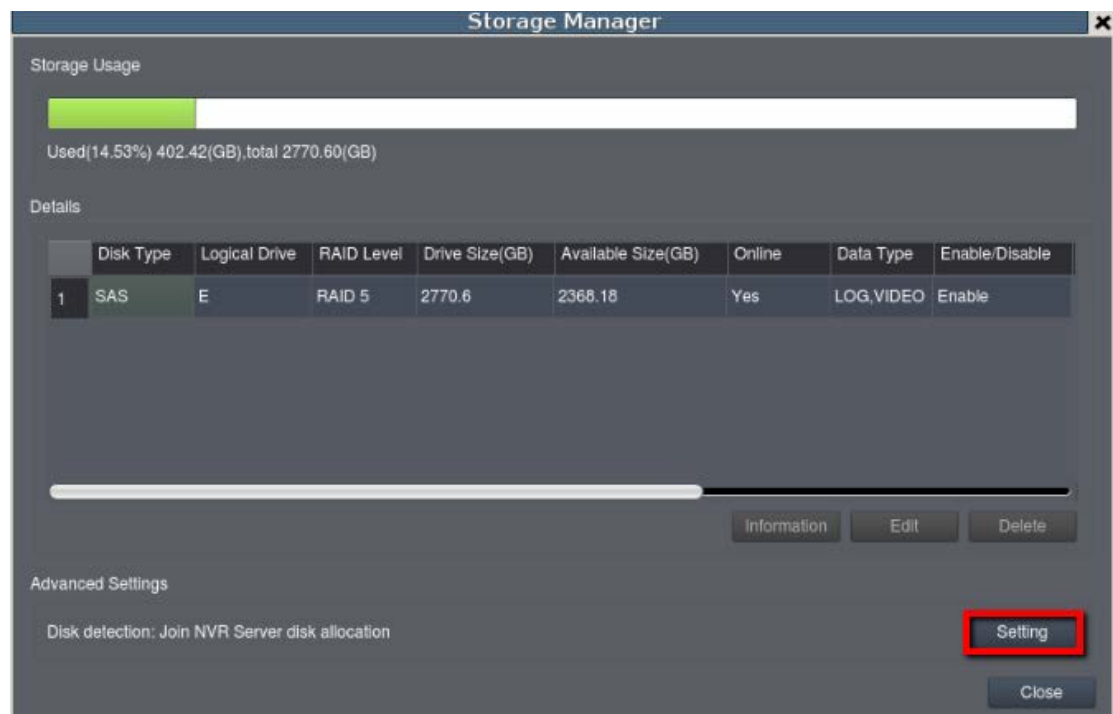 Storage Manager
Storage Usage
Used(14.53%) 402.42(GB),total 2770.60(GB)
Details
Disk Type Logical Drive RAID Level Drive Size(GB) Available Size(GB) Online Data Type Enable/Disable
1 SAS E RAID 5 2770.6 2368.18 Yes LOG,VIDEO Enable
Information Edit Delete
Advanced Settings
Disk detection: Join NVR Server disk allocation Setting
Close